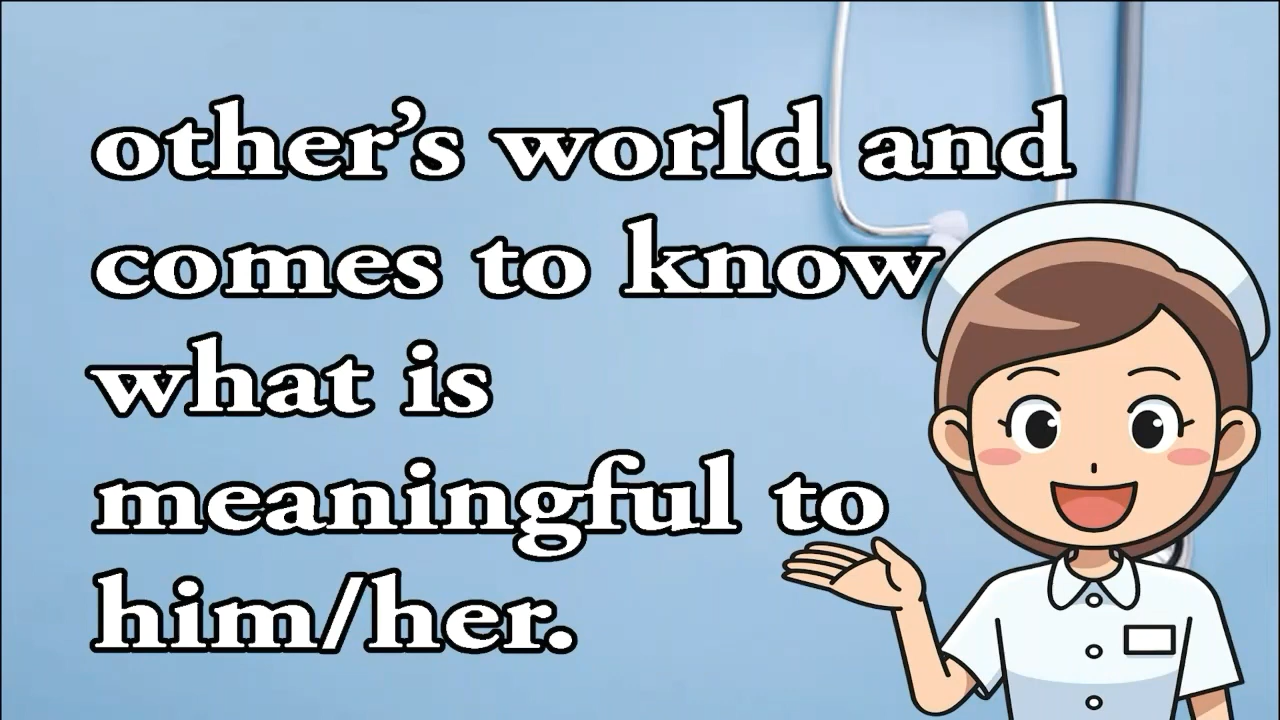 other’s world and
comes to know
what is
meaningful to
him/her.